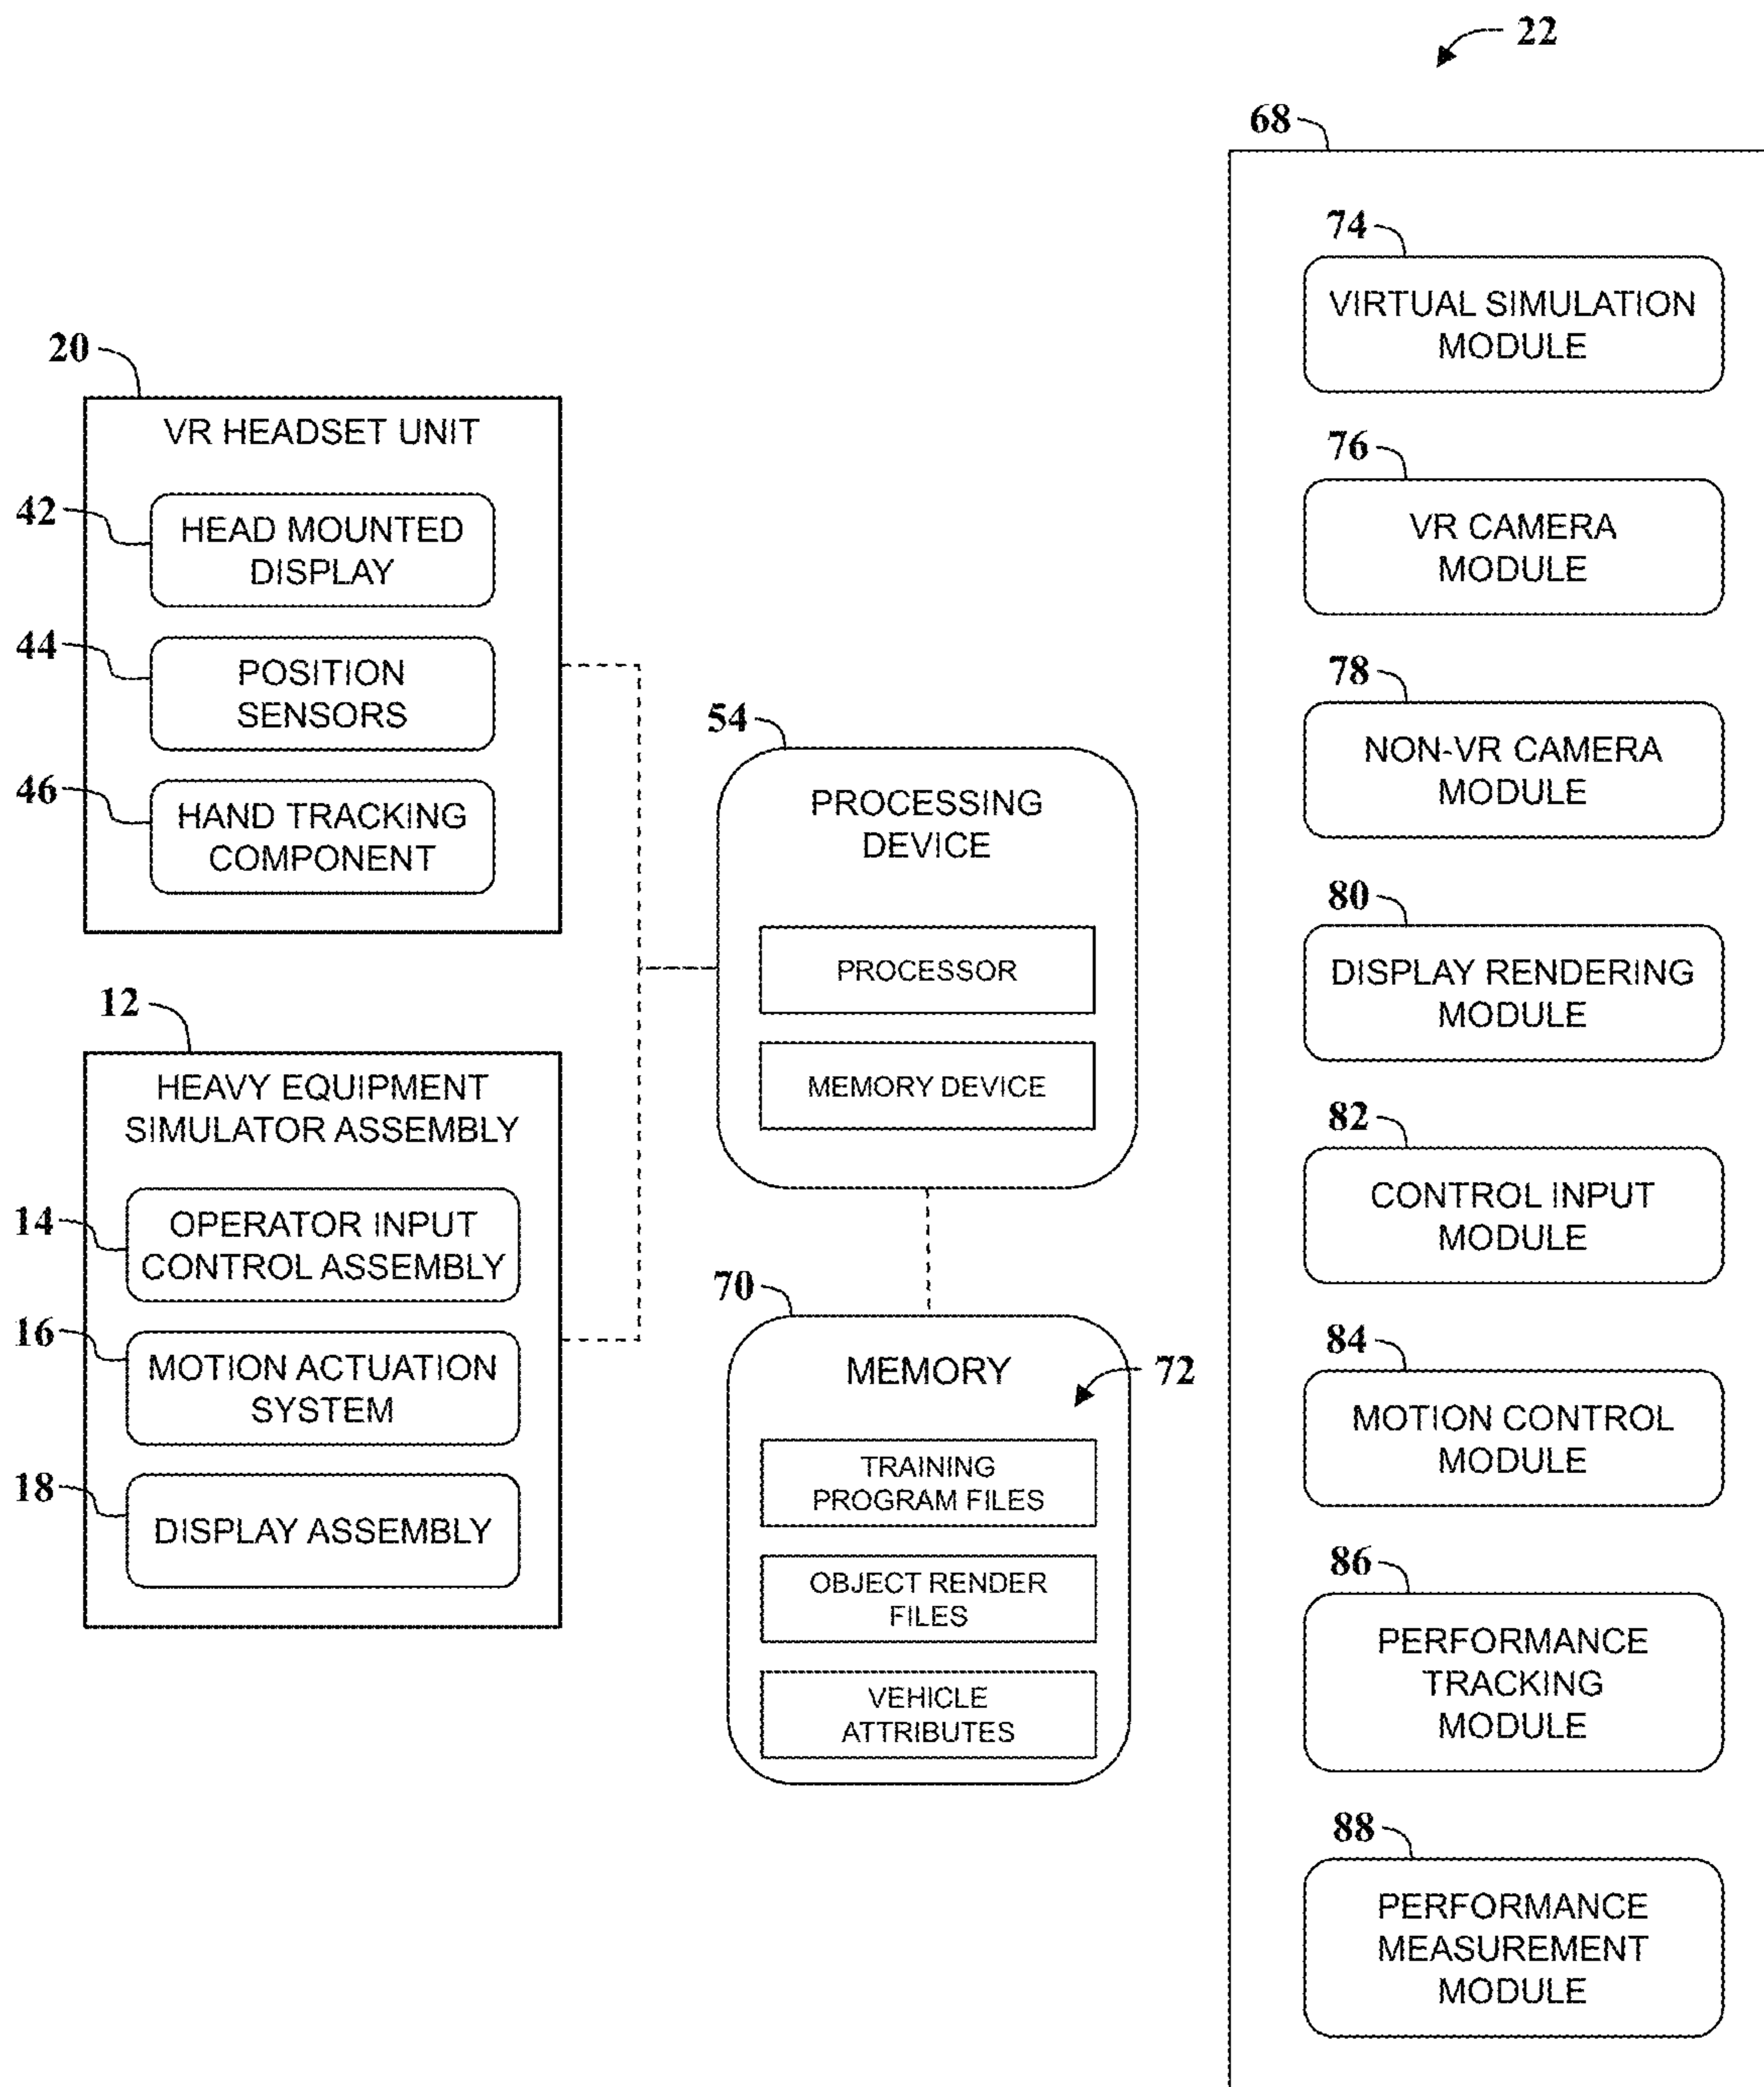 22
68
74
VIRTUAL SIMULATION
MODULE
76
VR CAMERA
MODULE
78
NON-VR CAMERA
MODULE
80
DISPLAY RENDERING
MODULE
82
CONTROL INPUT
MODULE
84
MOTION CONTROL
MODULE
86
PERFORMANCE
TRACKING
MODULE
88
PERFORMANCE
MEASUREMENT
MODULE
20
VR HEADSET UNIT
42
HEAD MOUNTED
DISPLAY
44
POSITION
SENSORS
46
HAND TRACKING
COMPONENT
12
HEAVY EQUIPMENT
SIMULATOR ASSEMBLY
14
OPERATOR INPUT
CONTROL ASSEMBLY
16
MOTION ACTUATION
SYSTEM
18
DISPLAY ASSEMBLY
54
PROCESSING
DEVICE
PROCESSOR
MEMORY DEVICE
70
MEMORY
72
TRAINING
PROGRAM FILES
OBJECT RENDER
FILES
VEHICLE
ATTRIBUTES